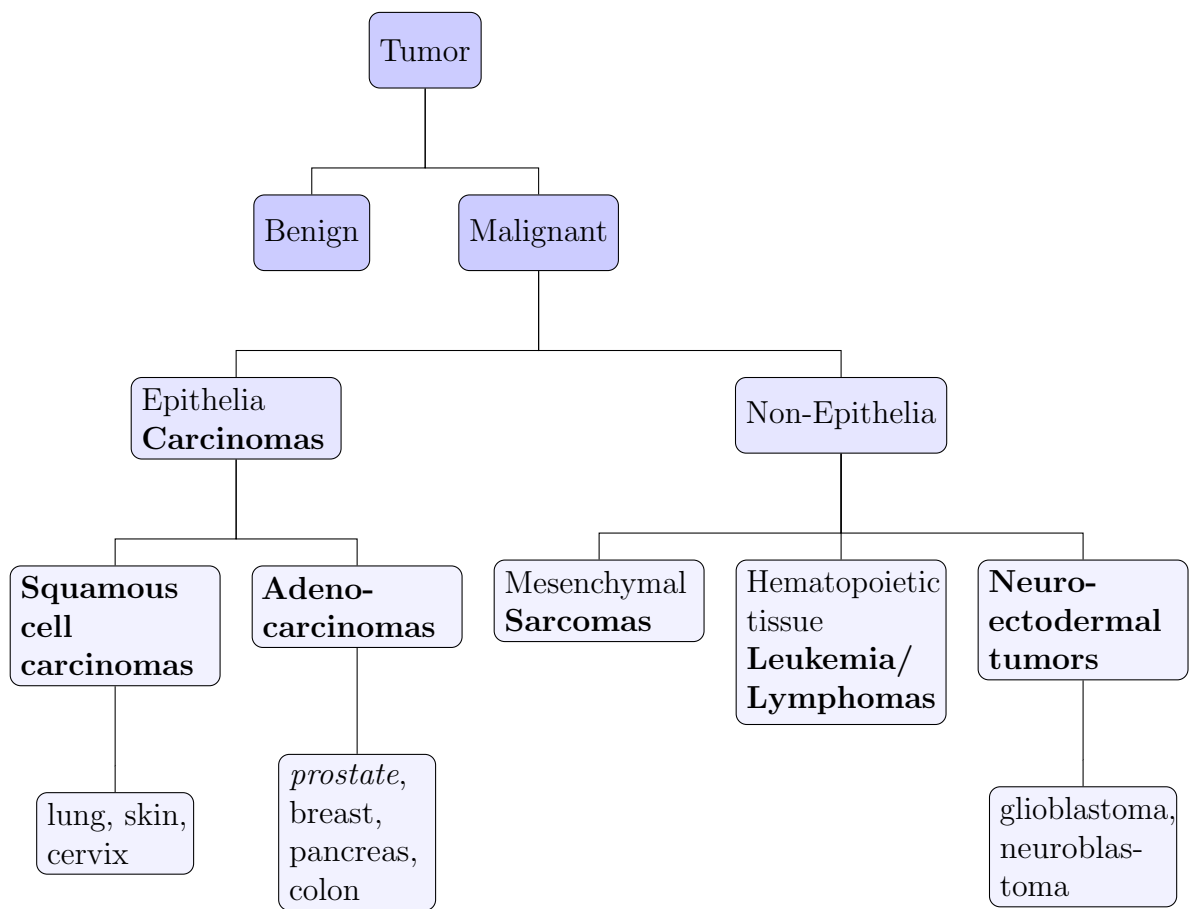 Tumor
Benign
Malignant
Epithelia
Carcinomas
Non-Epithelia
Squamous
cell
carcinomas
Adeno-
carcinomas
Mesenchymal
Sarcomas
Hematopoietic
tissue
Leukemia/
Lymphomas
Neuro-
ectodermal
tumors
lung, skin,
cervix
prostate,
breast,
pancreas,
colon
glioblastoma,
neuroblas-
toma